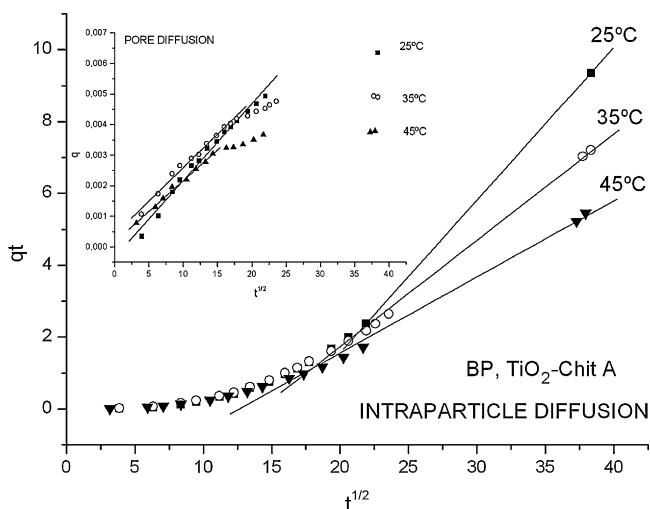 10
8
6
4
2
0
qt
0
5
10
15
20
25
30
35
40
t1/2
25ºC
35ºC
45ºC
BP, TiO2-Chit A
INTRAPARTICLE DIFFUSION
PORE DIFFUSION
0,007
0,006
0,005
0,004
0,003
0,002
0,001
0,000
q
0
5
10
15
20
25
30
35
40
t1/2
25ºC
35ºC
45ºC